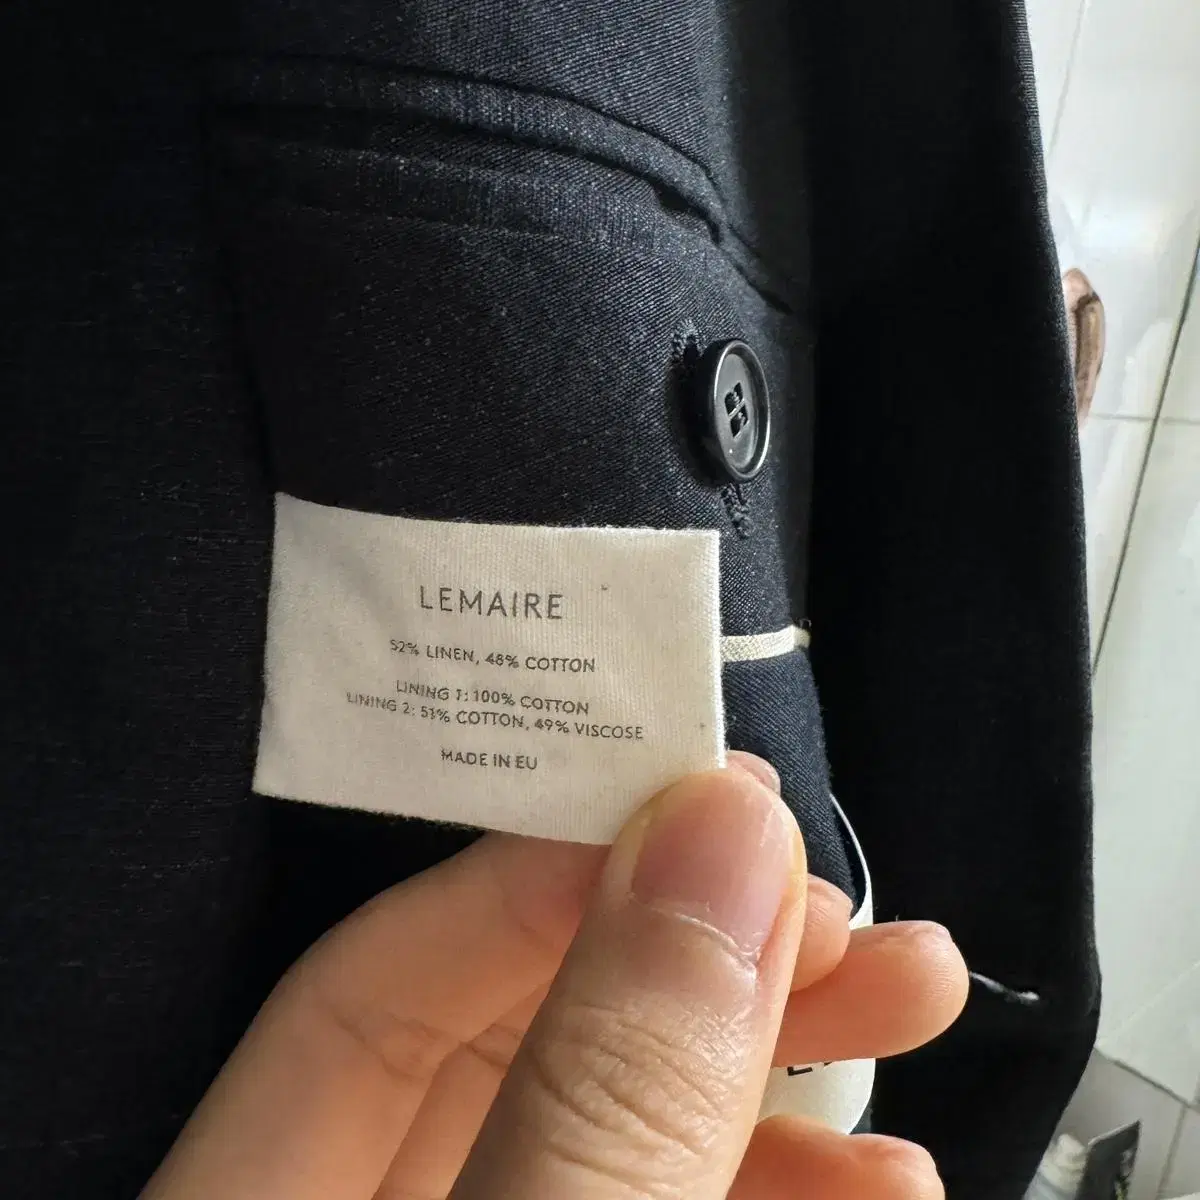 LEMAIRE
52% LINEN, 48% COTTON
LINING 1: 100% COTTON
LINING 2: 51% COTTON, 49% VISCOSE
MADE IN EU